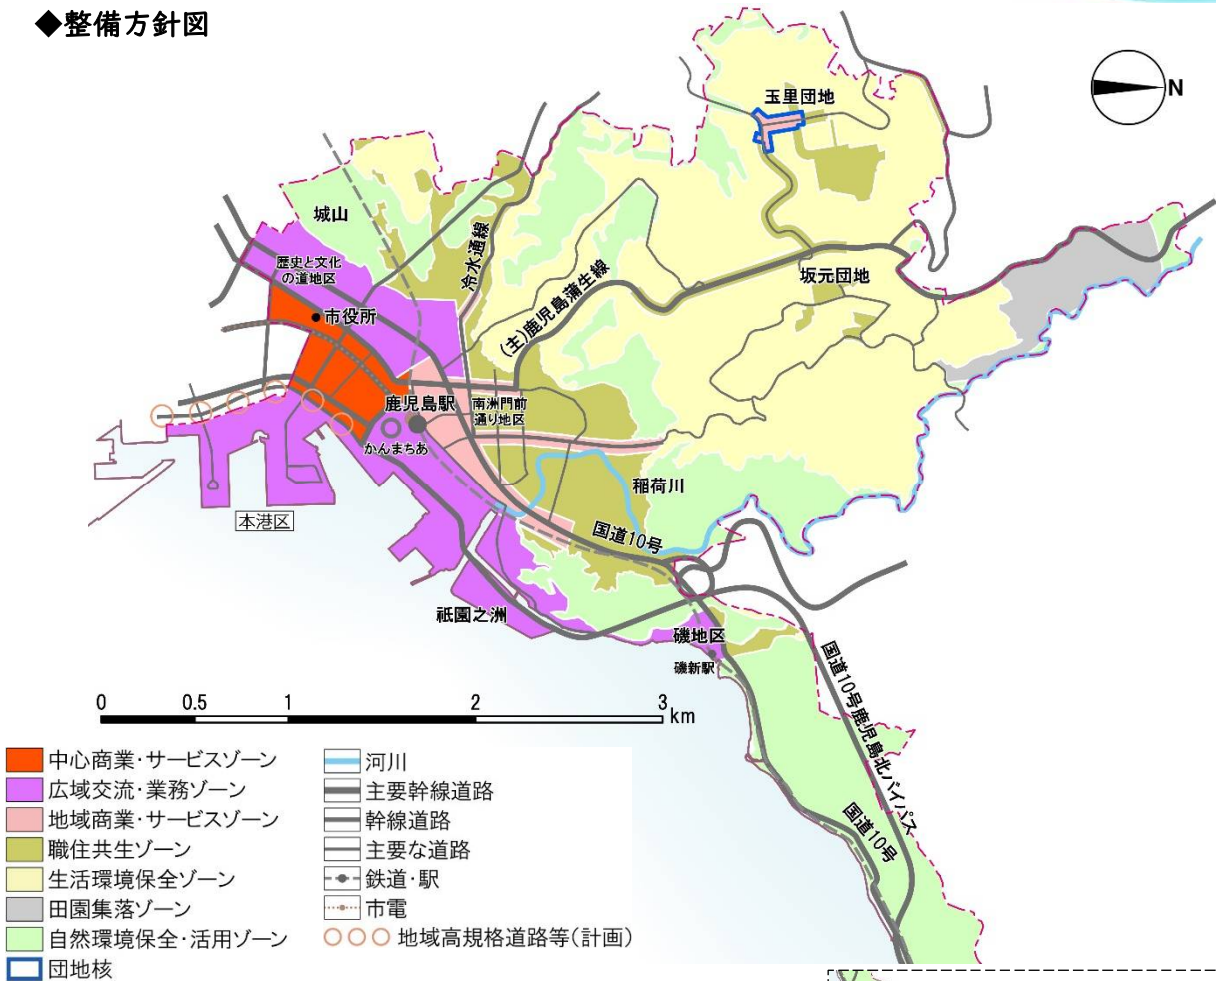 ◆整備方針図
N
玉里団地
城山
冷水通線
歴史と文化
の道地区
(主)鹿児島蒲生線
坂元団地
市役所
鹿児島駅
南洲門前
通り地区
かんまちあ
稲荷川
本港区
国道10号
祇園之洲
磯地区
磯新駅
国道10号鹿児島北バイパス
国道10号
0 0.5 1 2 3 km
中心商業・サービスゾーン
広域交流・業務ゾーン
地域商業・サービスゾーン
職住共生ゾーン
生活環境保全ゾーン
田園集落ゾーン
自然環境保全・活用ゾーン
団地核
河川
主要幹線道路
幹線道路
主要な道路
鉄道・駅
市電
地域高規格道路等(計画)